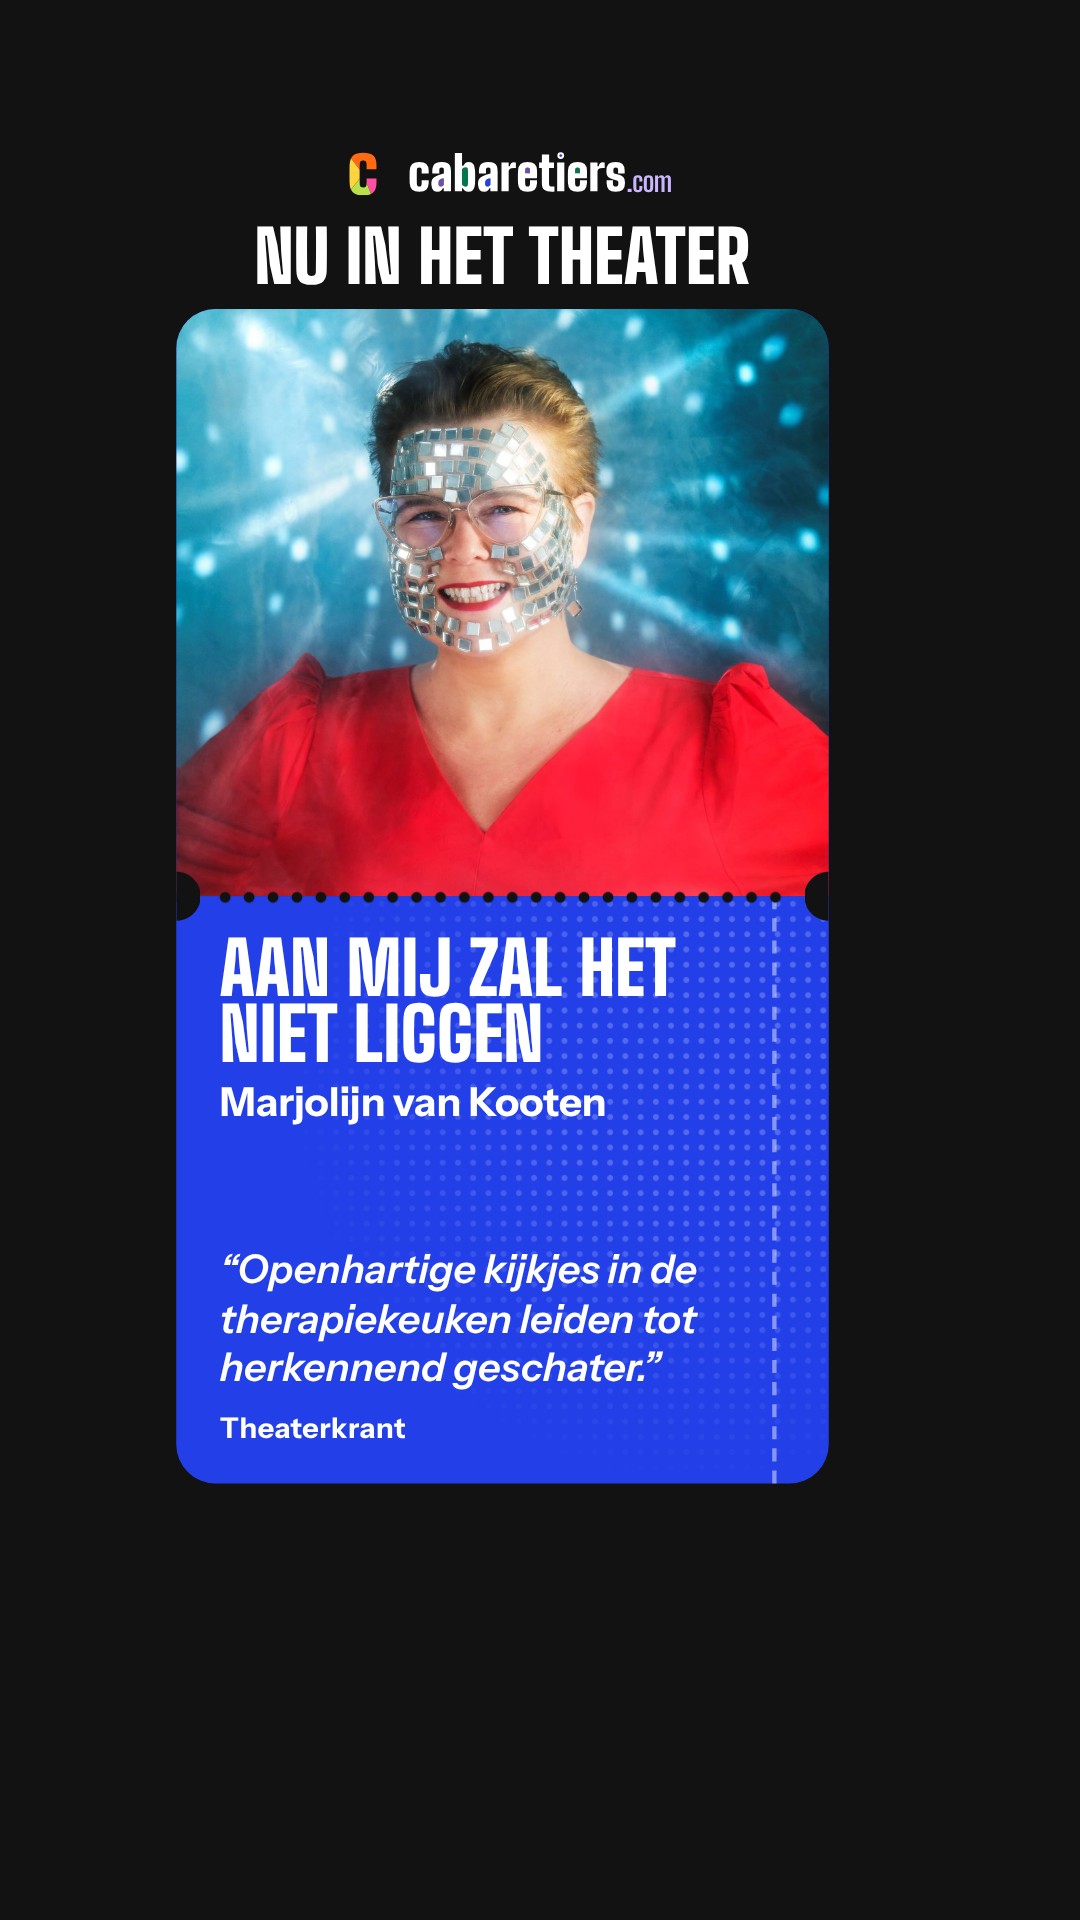 cabaretiers.com
NU IN HET THEATER
AAN MIJ ZAL HET
NIET LIGGEN
Marjolijn van Kooten
“Openhartige kijkjes in de
therapiekeuken leiden tot
herkennend geschater.”
Theaterkrant